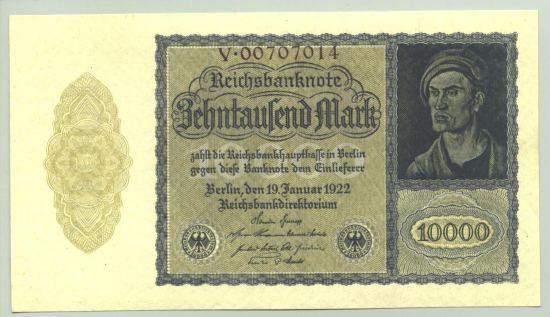 V·00707014
Reichsbanknote
Zehntausend Mark
zahlt die Reichsbankhauptkasse in Berlin
gegen diese Banknote dem Einlieferer
Berlin, den 19. Januar 1922
Reichsbankdirektorium
10000